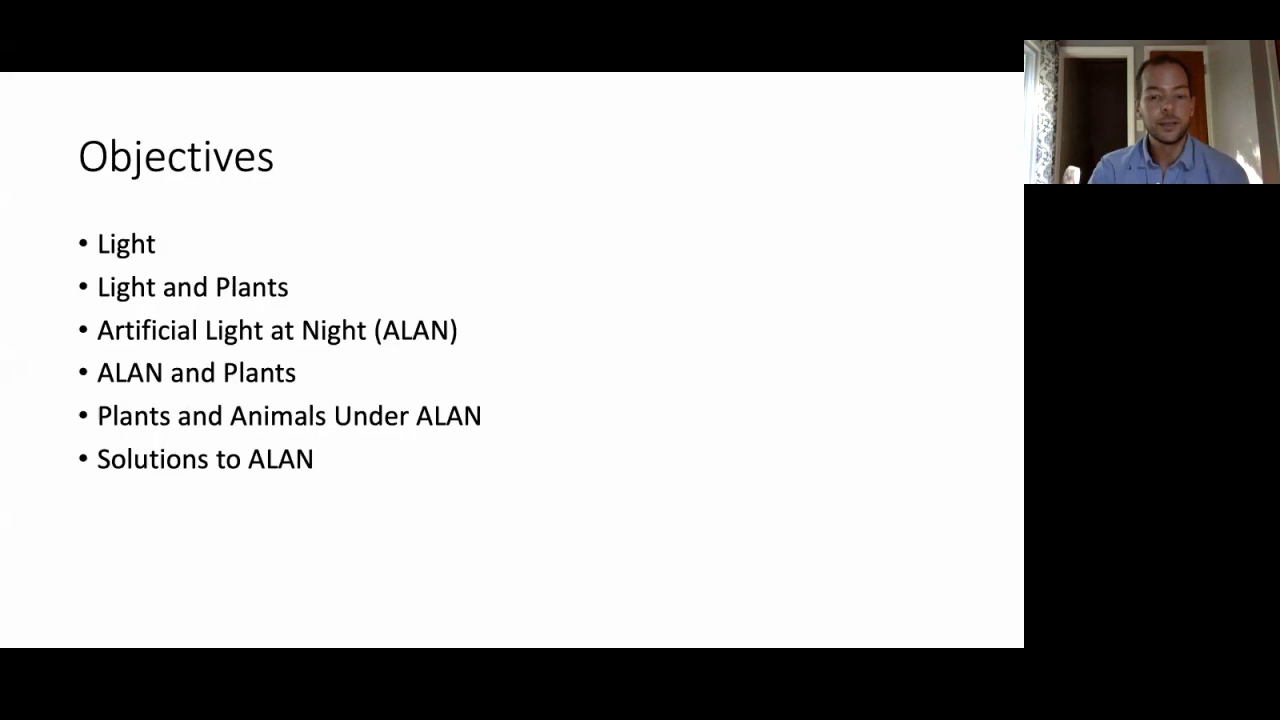 Objectives
• Light
• Light and Plants
• Artificial Light at Night (ALAN)
• ALAN and Plants
• Plants and Animals Under ALAN
• Solutions to ALAN